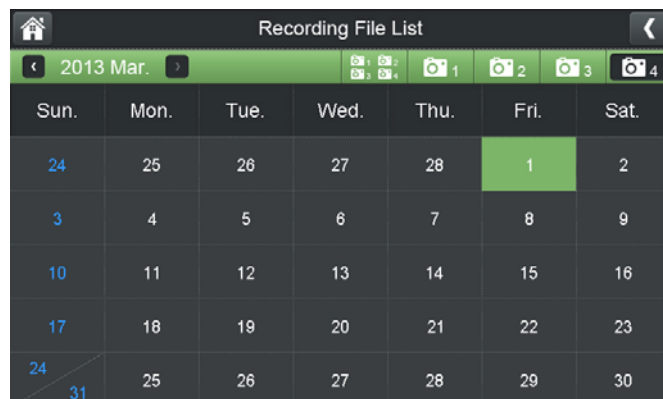 Recording File List
2013 Mar. 1 2 3 4 1 2 3 4
Sun. Mon. Tue. Wed. Thu. Fri. Sat.
24 25 26 27 28 1 2
3 4 5 6 7 8 9
10 11 12 13 14 15 16
17 18 19 20 21 22 23
24 31 25 26 27 28 29 30